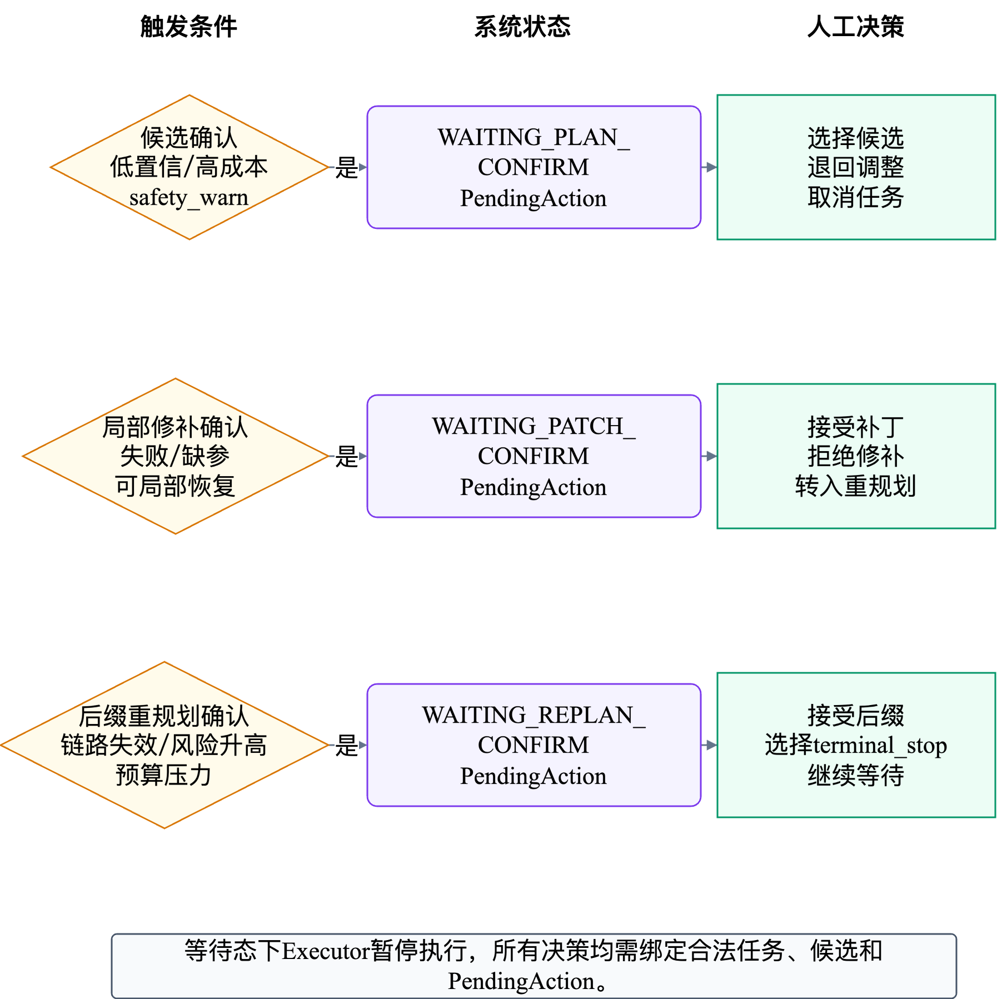 触发条件
系统状态
人工决策
候选确认
低置信/高成本
safety_warn
是
WAITING_PLAN_
CONFIRM
PendingAction
选择候选
退回调整
取消任务
局部修补确认
失败/缺参
可局部恢复
是
WAITING_PATCH_
CONFIRM
PendingAction
接受补丁
拒绝修补
转入重规划
后缀重规划确认
链路失效/风险升高
预算压力
是
WAITING_REPLAN_
CONFIRM
PendingAction
接受后缀
选择terminal_stop
继续等待
等待态下Executor暂停执行，所有决策均需绑定合法任务、候选和
PendingAction。